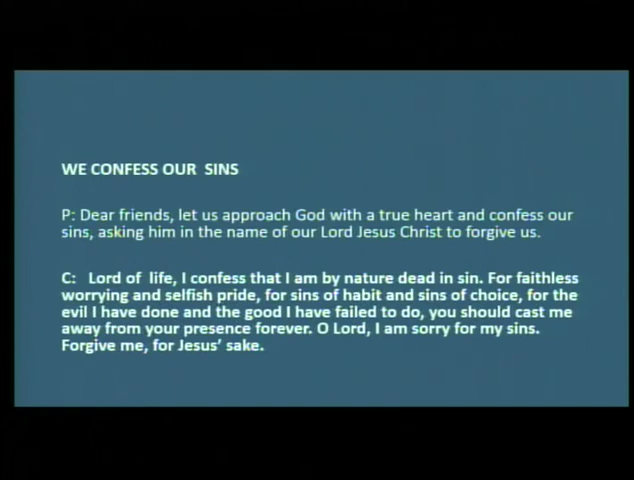 WE CONFESS OUR SINS
P: Dear friends, let us approach God with a true heart and confess our
sins, asking him in the name of our Lord Jesus Christ to forgive us.
C: Lord of life, I confess that I am by nature dead in sin. For faithless
worrying and selfish pride, for sins of habit and sins of choice, for the
evil I have done and the good I have failed to do, you should cast me
away from your presence forever. O Lord, I am sorry for my sins.
Forgive me, for Jesus’ sake.